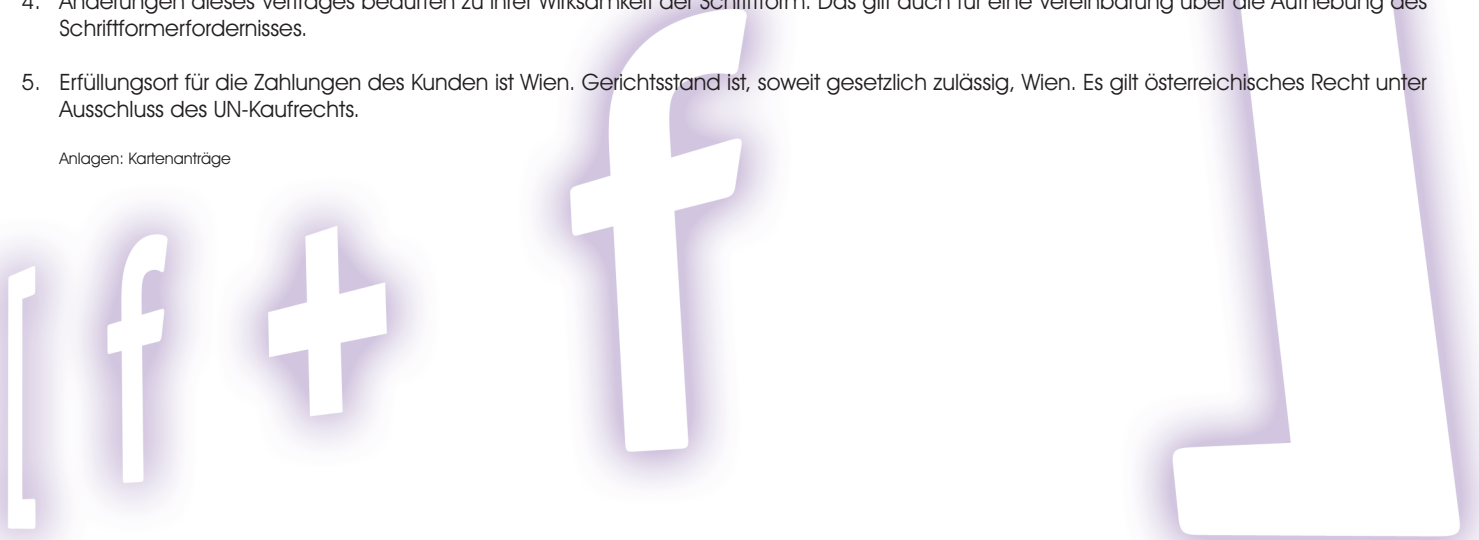 4. Änderungen dieses Vertrages bedürfen zu ihrer Wirksamkeit der Schriftform. Das gilt auch für eine Vereinbarung über die Aufhebung des
Schriftformerfordernisses.
5. Erfüllungsort für die Zahlungen des Kunden ist Wien. Gerichtsstand ist, soweit gesetzlich zulässig, Wien. Es gilt österreichisches Recht unter
Ausschluss des UN-Kaufrechts.
Anlagen: Kartenanträge
[ f + f ]